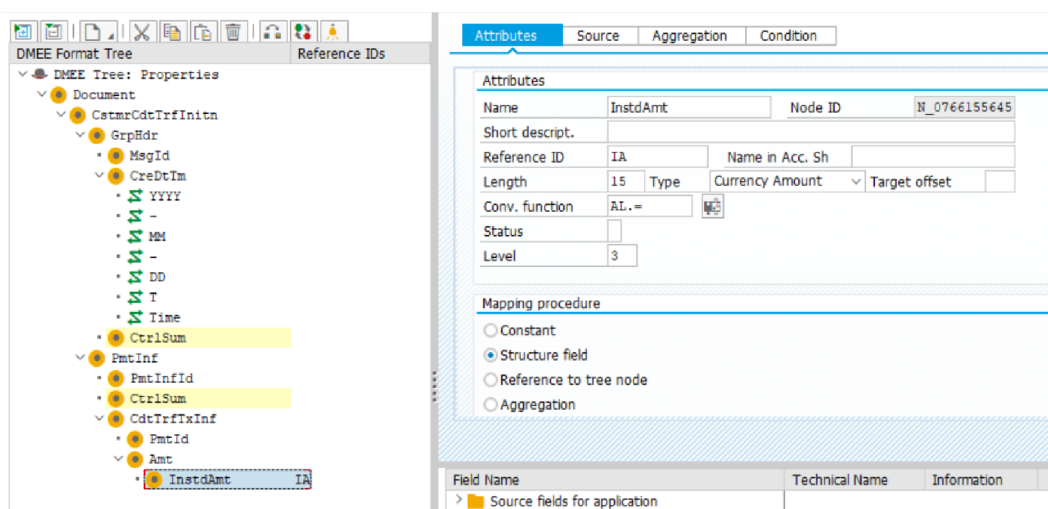 DMEE Format Tree Reference IDs
DMEE Tree: Properties
Document
CstmrCdtTrfInitn
GrpHdr
MsgId
CreDtTm
YYYY
-
MM
-
DD
T
Time
CtrlSum
PmtInf
PmtInfId
CtrlSum
CdtTrfTxInf
PmtId
Amt
InstdAmt IA
Attributes Source Aggregation Condition
Attributes
Name InstdAmt Node ID N_0766155645
Short descript.
Reference ID IA Name in Acc. Sh
Length 15 Type Currency Amount Target offset
Conv. function AL.=
Status
Level 3
Mapping procedure
Constant
Structure field
Reference to tree node
Aggregation
Field Name Technical Name Information
Source fields for application